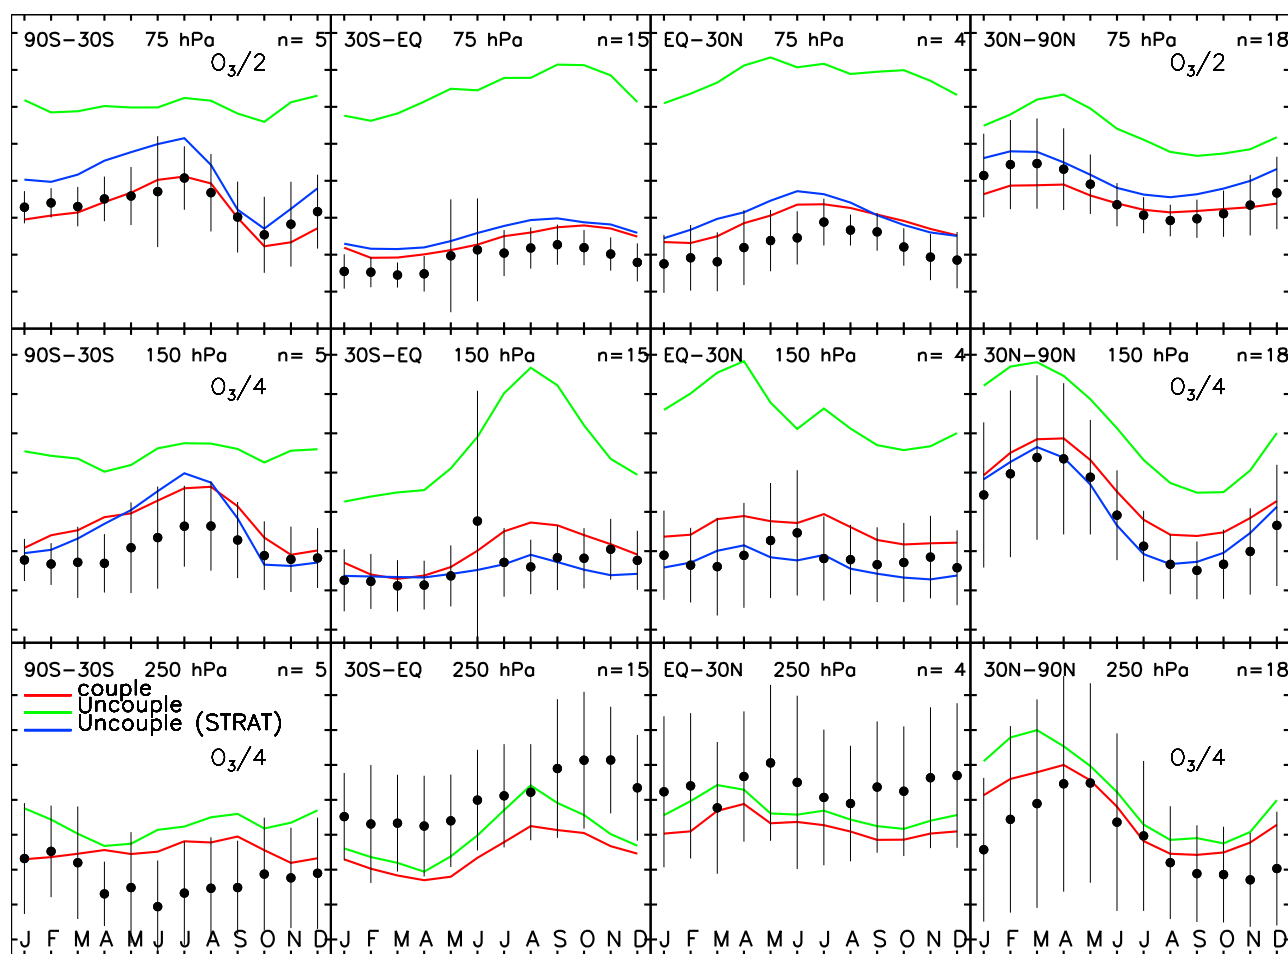 90S-30S 75 hPa n= 5
O3/2
30S-EQ 75 hPa n=15
EQ-30N 75 hPa n= 4
30N-90N 75 hPa n=18
O3/2
90S-30S 150 hPa n= 5
O3/4
30S-EQ 150 hPa n=15
EQ-30N 150 hPa n= 4
30N-90N 150 hPa n=18
O3/4
90S-30S 250 hPa n= 5
couple
Uncouple
Uncouple (STRAT)
O3/4
30S-EQ 250 hPa n=15
EQ-30N 250 hPa n= 4
30N-90N 250 hPa n=18
O3/4
J F M A M J J A S O N D
J F M A M J J A S O N D
J F M A M J J A S O N D
J F M A M J J A S O N D